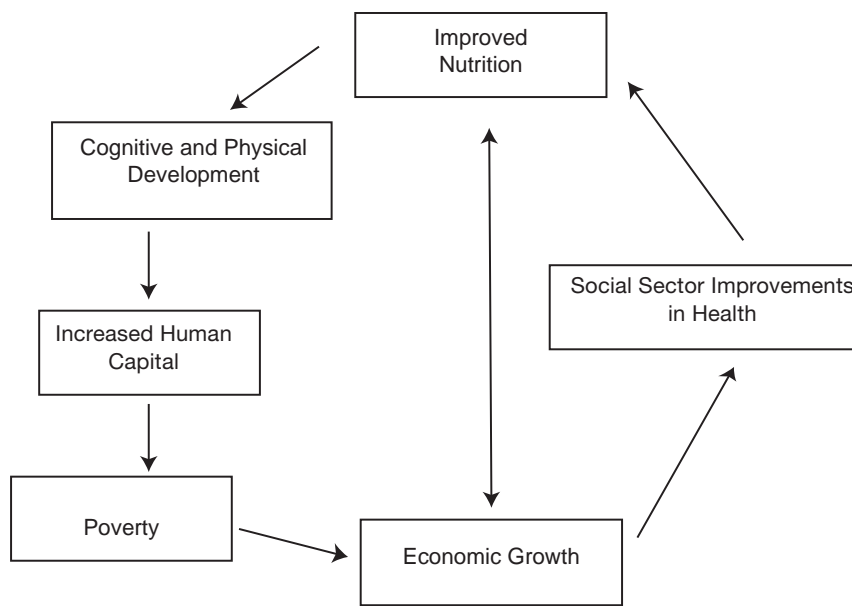 Improved
Nutrition
Cognitive and Physical
Development
Social Sector Improvements
in Health
Increased Human
Capital
Poverty
Economic Growth